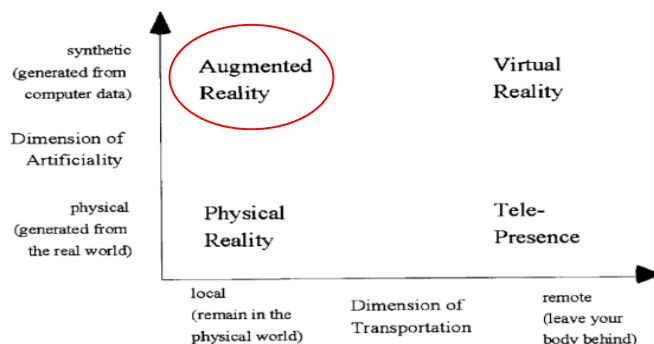 synthetic
(generated from
computer data)
Augmented
Reality
Virtual
Reality
Dimension of
Artificiality
physical
(generated from
the real world)
Physical
Reality
Tele-
Presence
local
(remain in the
physical world)
Dimension of
Transportation
remote
(leave your
body behind)